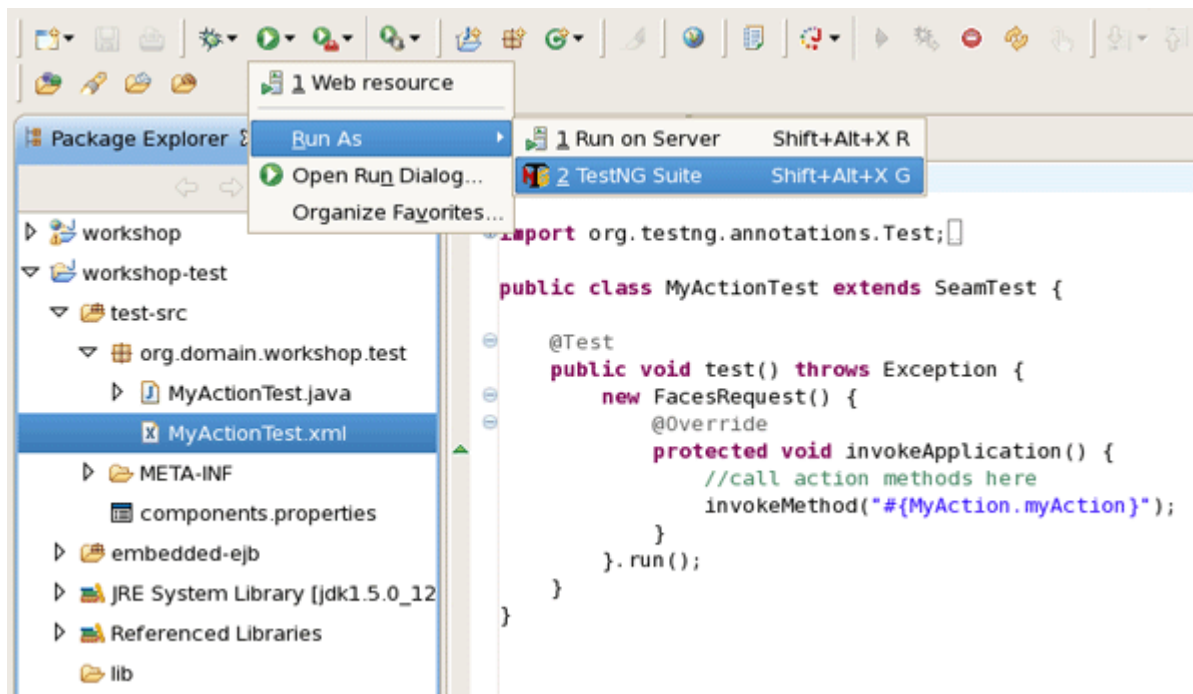 1 Web resource
Package Explorer
Run As
1 Run on Server Shift+Alt+X R
Open Run Dialog...
2 TestNG Suite Shift+Alt+X G
Organize Favorites...
workshop
workshop-test
test-src
org.domain.workshop.test
MyActionTest.java
MyActionTest.xml
META-INF
components.properties
embedded-ejb
JRE System Library [jdk1.5.0_12
Referenced Libraries
lib
import org.testng.annotations.Test;
public class MyActionTest extends SeamTest {
@Test
public void test() throws Exception {
new FacesRequest() {
@Override
protected void invokeApplication() {
//call action methods here
invokeMethod("#{MyAction.myAction}");
}
}.run();
}
}